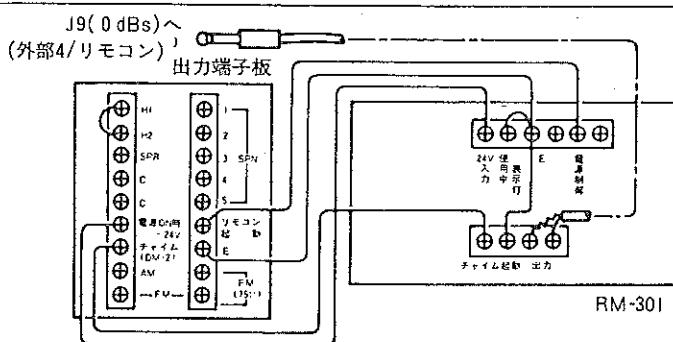 J9(0dBs)へ
(外部4/リモコン)
出力端子板
H1
H2
SPR
C
C
電源ON時
-24V
チャイム
(DM-2)
AM
FM
1
2
3
4
5
SPN
リモコン
起動
E
FM
(75Ω)
24V
入力
使用中
表示灯
E
電源制御
チャイム起動 出力
RM-301